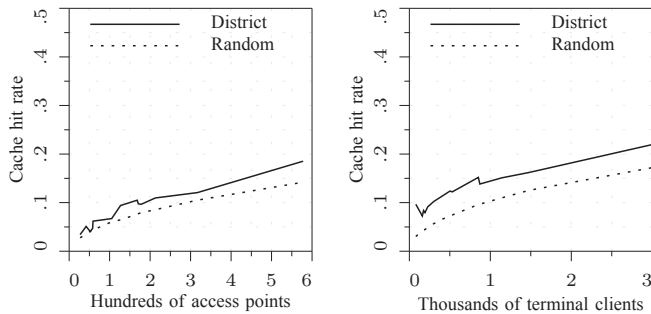 District
Random
Cache hit rate
0
.1
.2
.3
.4
.5
0
1
2
3
4
5
6
Hundreds of access points
District
Random
Cache hit rate
0
.1
.2
.3
.4
.5
0
1
2
3
Thousands of terminal clients